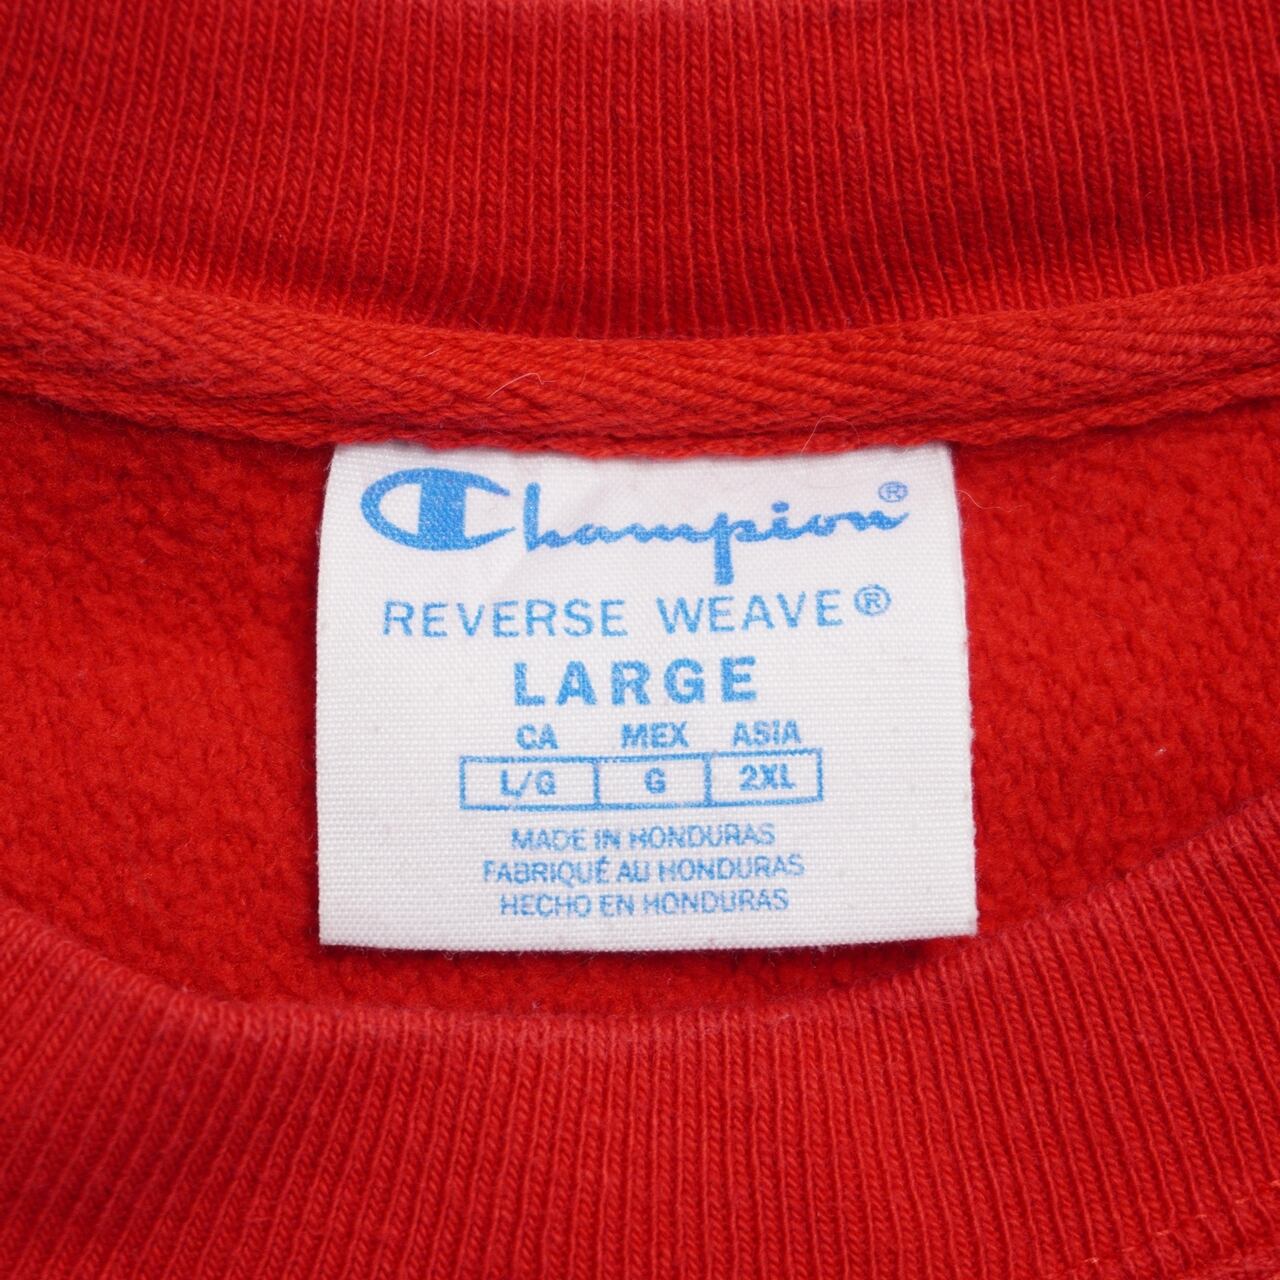 Champion®
REVERSE WEAVE®
LARGE
CA MEX ASIA
L/G G 2XL
MADE IN HONDURAS
FABRIQUÉ AU HONDURAS
HECHO EN HONDURAS